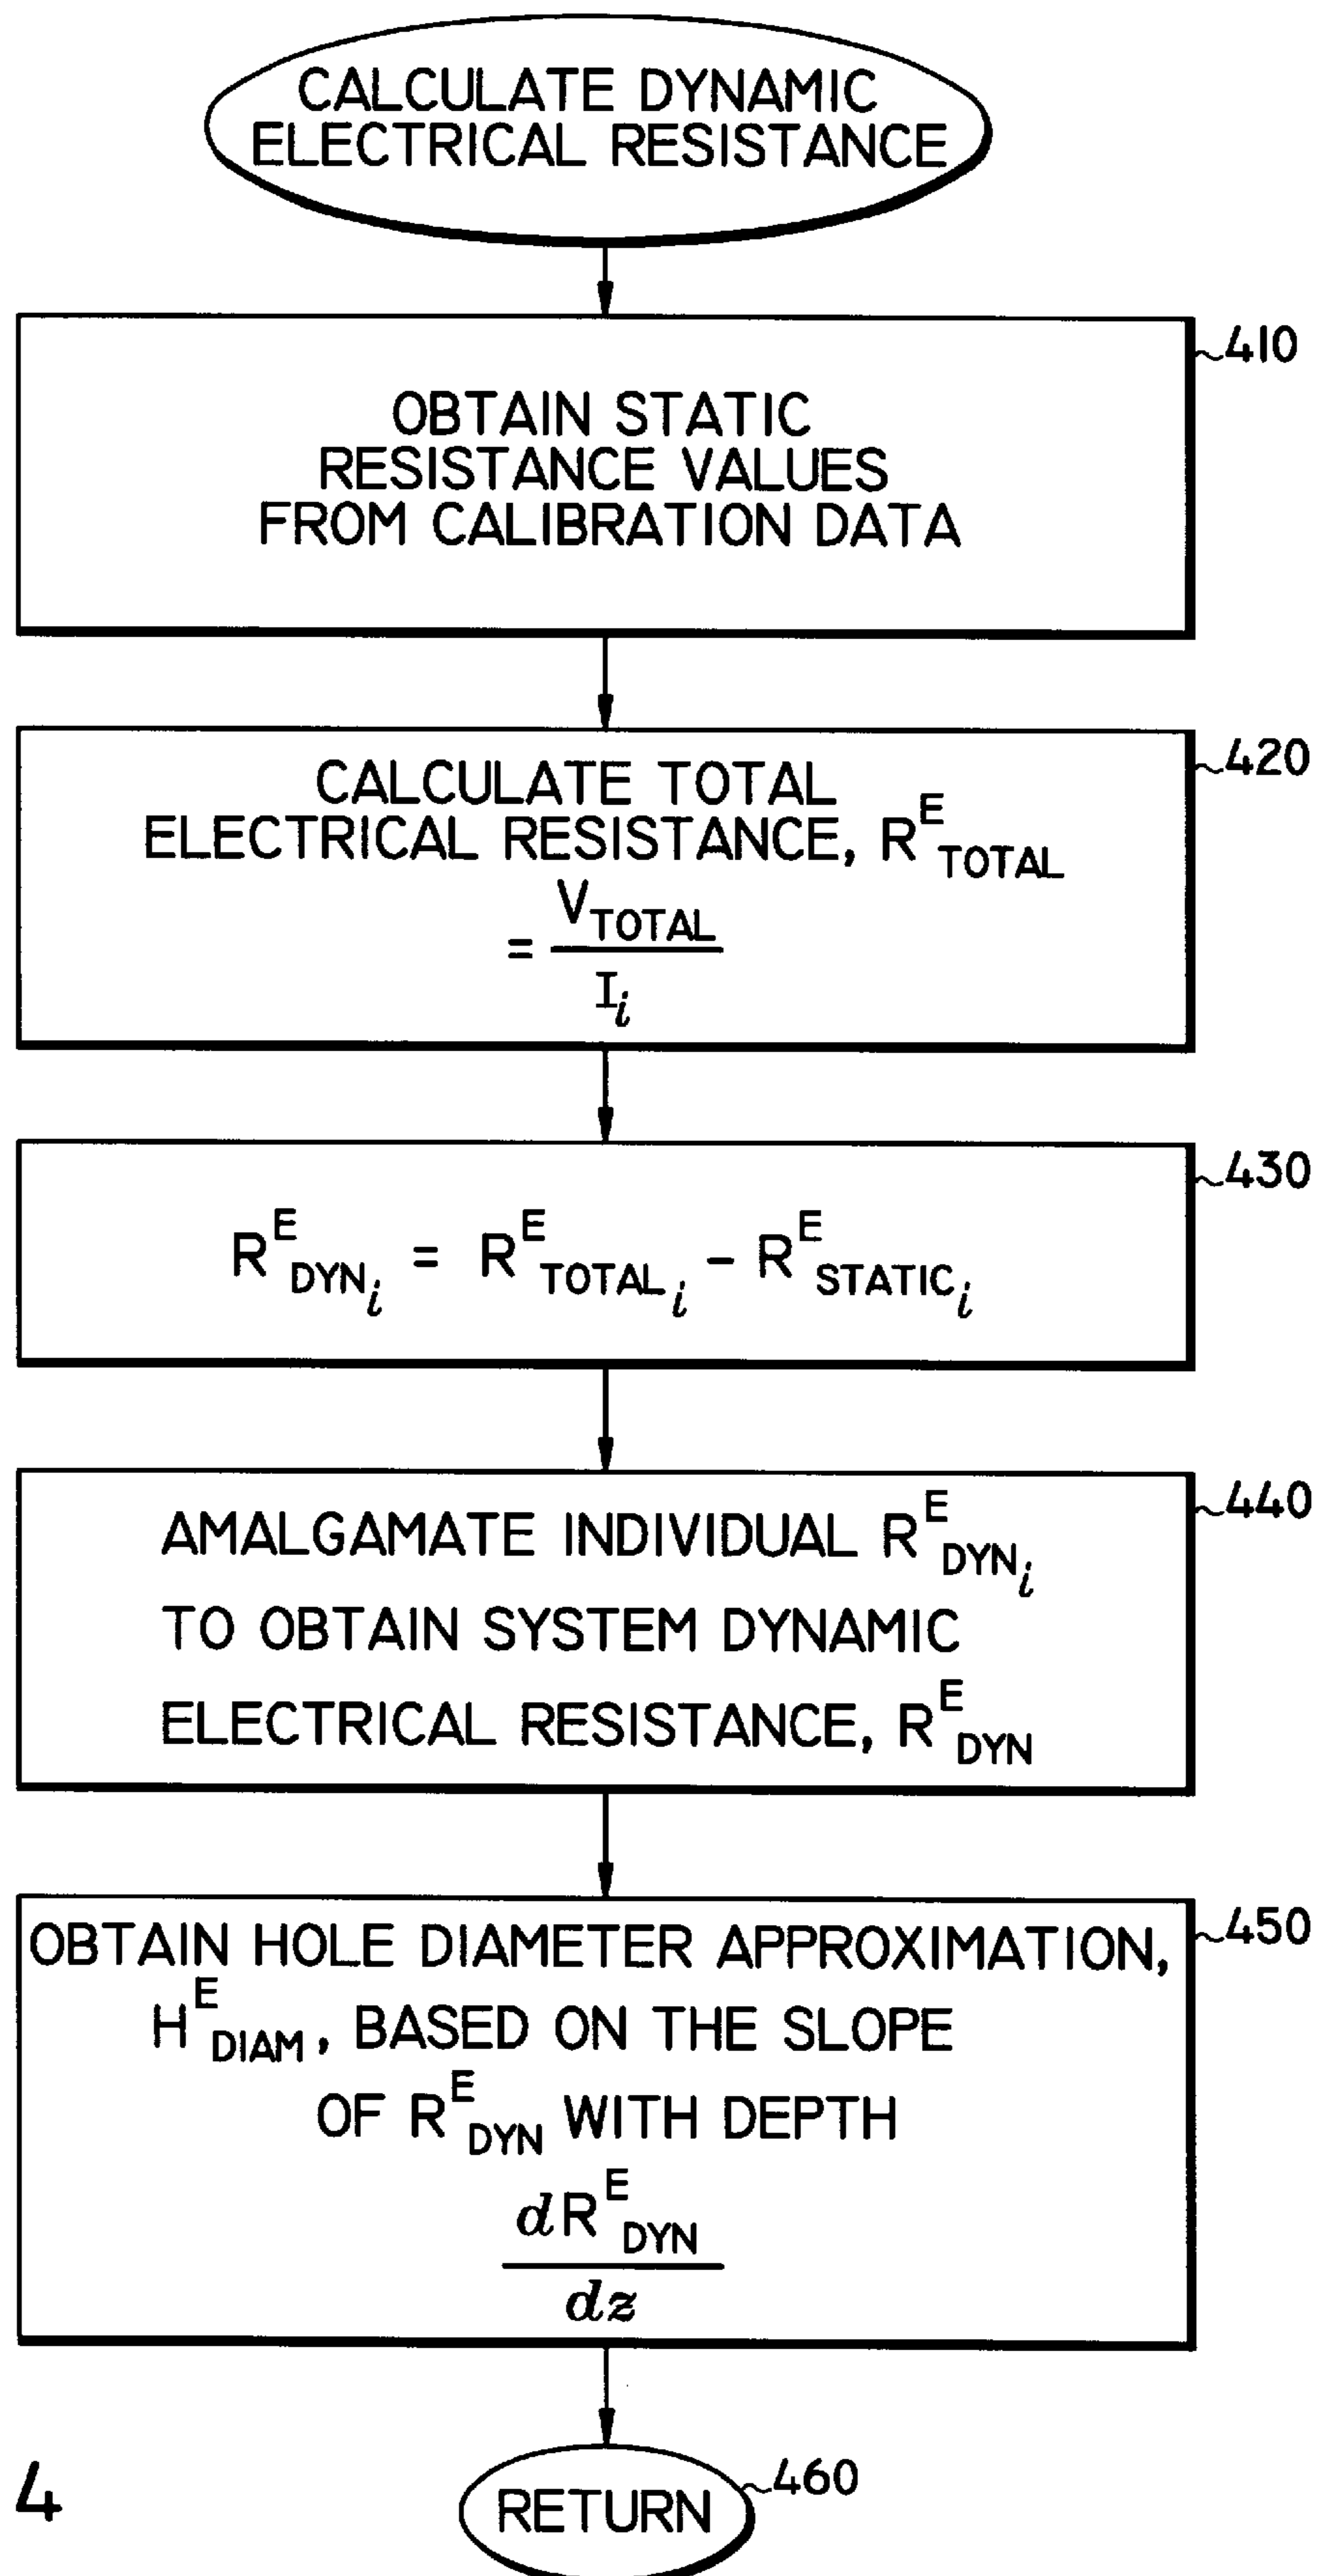 CALCULATE DYNAMIC
ELECTRICAL RESISTANCE
410
OBTAIN STATIC
RESISTANCE VALUES
FROM CALIBRATION DATA
420
CALCULATE TOTAL
ELECTRICAL RESISTANCE, R^E_TOTAL
= V_TOTAL / I_i
430
R^E_DYN_i = R^E_TOTAL_i - R^E_STATIC_i
440
AMALGAMATE INDIVIDUAL R^E_DYN_i
TO OBTAIN SYSTEM DYNAMIC
ELECTRICAL RESISTANCE, R^E_DYN
450
OBTAIN HOLE DIAMETER APPROXIMATION,
H^E_DIAM, BASED ON THE SLOPE
OF R^E_DYN WITH DEPTH
dR^E_DYN / dz
460
RETURN
4